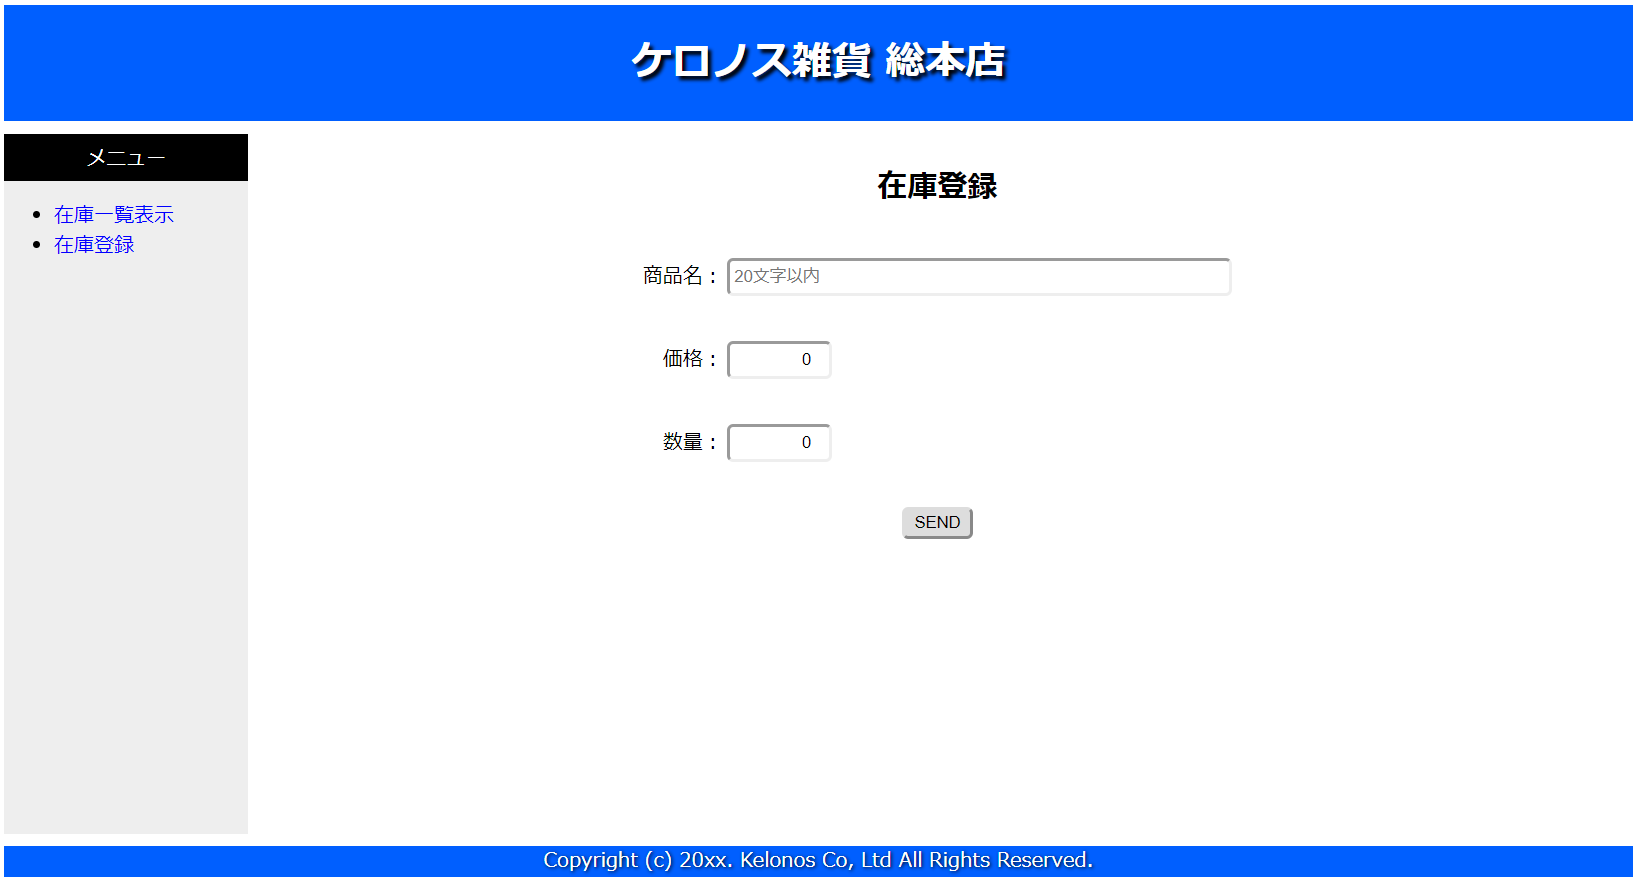 ケロノス雑貨 総本店
メニュー
在庫一覧表示
在庫登録
在庫登録
商品名： 20文字以内
価格： 0
数量： 0
SEND
Copyright (c) 20xx. Kelonos Co, Ltd All Rights Reserved.